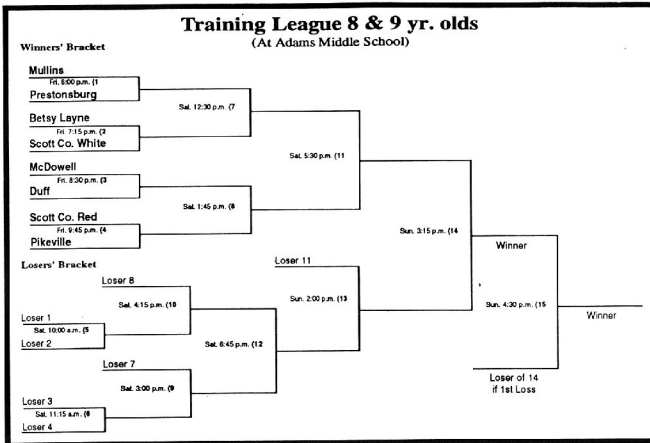 Training League 8 & 9 yr. olds
(At Adams Middle School)
Winners' Bracket
Mullins
Fri. 6:00 p.m. (1
Prestonsburg
Sat. 12:30 p.m. (7
Betsy Layne
Fri. 7:15 p.m. (2
Scott Co. White
Sat. 5:30 p.m. (11
McDowell
Fri. 8:30 p.m. (3
Duff
Sat. 1:45 p.m. (8
Scott Co. Red
Fri. 9:45 p.m. (4
Pikeville
Sun. 3:15 p.m. (14
Winner
Losers' Bracket
Loser 11
Loser 8
Sat. 4:15 p.m. (10
Sun. 2:00 p.m. (13
Sun. 4:30 p.m. (15
Winner
Loser 1
Sat. 10:00 a.m. (5
Loser 2
Sat. 6:45 p.m. (12
Loser 7
Sat. 3:00 p.m. (9
Loser of 14
if 1st Loss
Loser 3
Sat. 11:15 a.m. (6
Loser 4